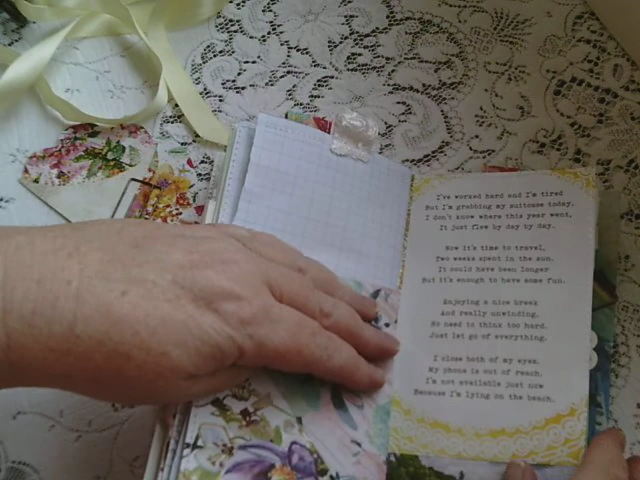 I've worked hard and I'm tired
But I'm grabbing my suitcase today.
I don't know where this year went,
It just flew by day by day.
Now it's time to travel,
Two weeks spent in the sun.
It could have been longer
But it's enough to have some fun.
Enjoying a nice break
And really unwinding.
No need to think too hard.
Just let go of everything.
I close both of my eyes.
My phone is out of reach.
I'm not available just now
Because I'm lying on the beach.